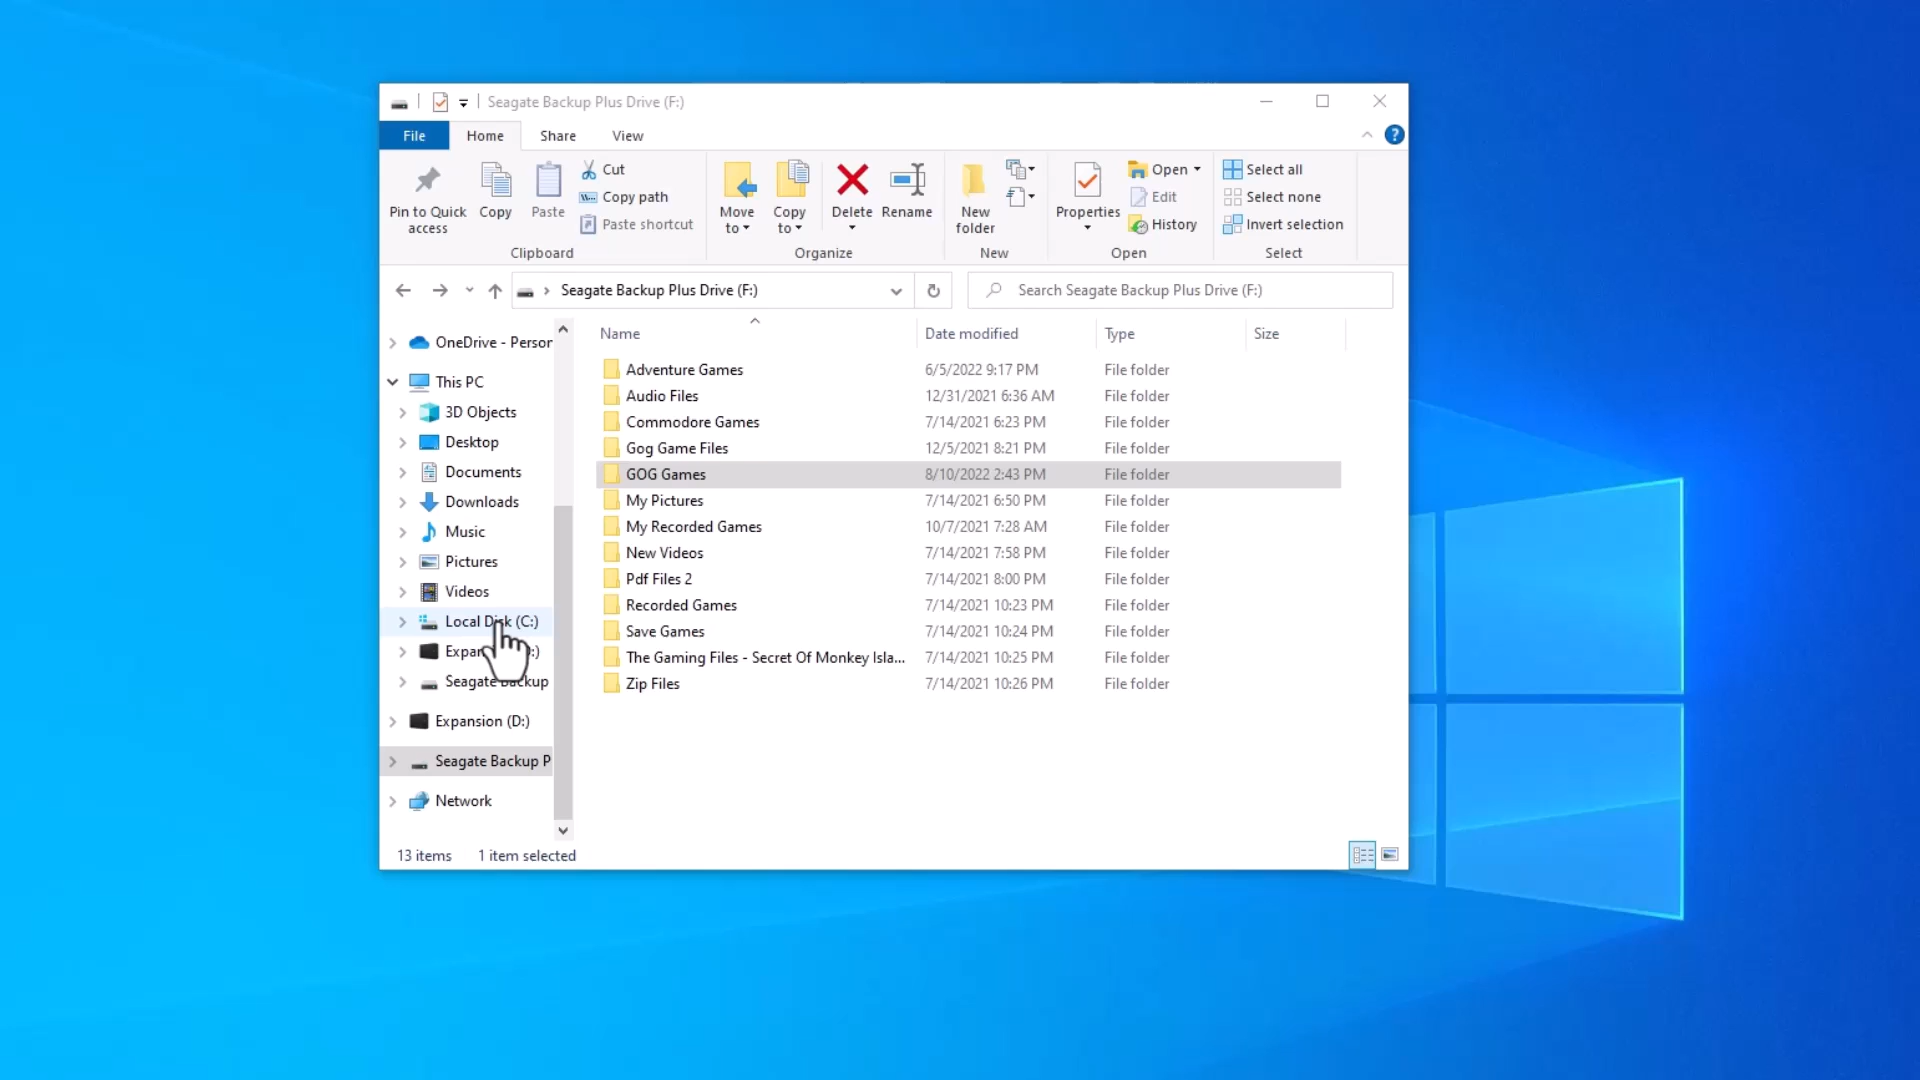 Seagate Backup Plus Drive (F:)
File Home Share View
Pin to Quick access
Copy
Paste
Cut
Copy path
Paste shortcut
Clipboard
Move to
Copy to
Delete
Rename
Organize
New folder
New
Properties
Open
Edit
History
Open
Select all
Select none
Invert selection
Select
Seagate Backup Plus Drive (F:)
Search Seagate Backup Plus Drive (F:)
OneDrive - Person
This PC
3D Objects
Desktop
Documents
Downloads
Music
Pictures
Videos
Local Disk (C:)
Expan :)
Seagate Backup
Expansion (D:)
Seagate Backup P
Network
Name Date modified Type Size
Adventure Games 6/5/2022 9:17 PM File folder
Audio Files 12/31/2021 6:36 AM File folder
Commodore Games 7/14/2021 6:23 PM File folder
Gog Game Files 12/5/2021 8:21 PM File folder
GOG Games 8/10/2022 2:43 PM File folder
My Pictures 7/14/2021 6:50 PM File folder
My Recorded Games 10/7/2021 7:28 AM File folder
New Videos 7/14/2021 7:58 PM File folder
Pdf Files 2 7/14/2021 8:00 PM File folder
Recorded Games 7/14/2021 10:23 PM File folder
Save Games 7/14/2021 10:24 PM File folder
The Gaming Files - Secret Of Monkey Isla... 7/14/2021 10:25 PM File folder
Zip Files 7/14/2021 10:26 PM File folder
13 items 1 item selected